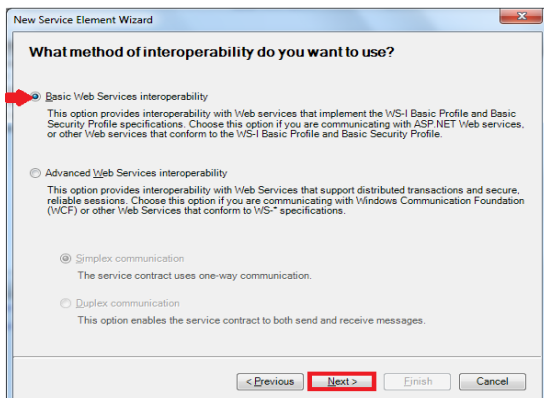 New Service Element Wizard
What method of interoperability do you want to use?
Basic Web Services interoperability
This option provides interoperability with Web services that implement the WS-I Basic Profile and Basic
Security Profile specifications. Choose this option if you are communicating with ASP.NET Web services,
or other Web services that conform to the WS-I Basic Profile and Basic Security Profile.
Advanced Web Services interoperability
This option provides interoperability with Web Services that support distributed transactions and secure,
reliable sessions. Choose this option if you are communicating with Windows Communication Foundation
(WCF) or other Web Services that conform to WS-* specifications.
Simplex communication
The service contract uses one-way communication.
Duplex communication
This option enables the service contract to both send and receive messages.
< Previous Next > Finish Cancel